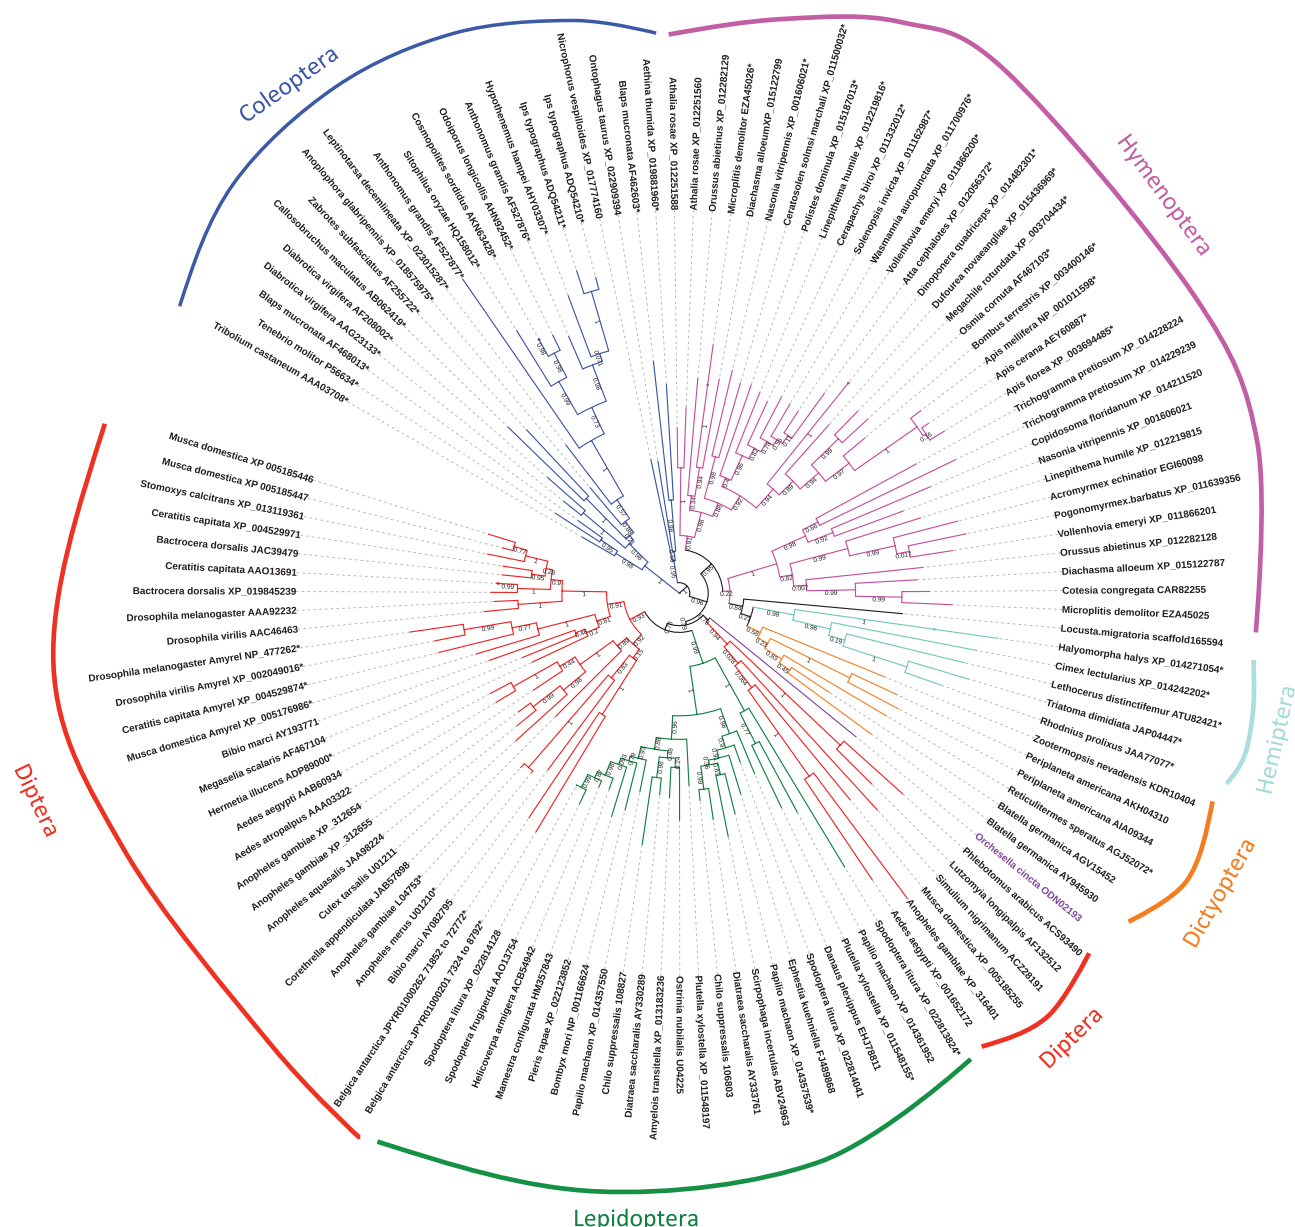 Coleoptera
Hymenoptera
Hemiptera
Dictyoptera
Diptera
Lepidoptera
Diptera
Tribolium castaneum AAA03708*
Tenebrio molitor P56634*
Blaps mucronata AF468013*
Diabrotica virgifera AAG23133*
Diabrotica virgifera AF208002*
Callosobruchus maculatus AB062419*
Zabrotes subfasciatus AF255722*
Anoplophora glabripennis XP_018575975*
Leptinotarsa decemlineata XP_023015287*
Anthonomus grandis AF527877*
Sitophilus oryzae HQ158012*
Cosmopolites sordidus AKN63428*
Odoiporus longicollis AHN92452*
Anthonomus grandis AF527876*
Hypothenemus hampei AHY03307*
Ips typographus ADQ54211*
Ips typographus ADQ54210*
Nicrophorus vespilloides XP_017774160
Ontophagus taurus XP_022909394
Blaps mucronata AF462603*
Aethina thumida XP_019881960*
Athalia rosae XP_012251588
Athalia rosae XP_012251560
Orussus abietinus XP_012282129
Microplitis demolitor EZA45026*
Diachasma alloeumXP_015122799
Nasonia vitripennis XP_001606021*
Ceratosolen solmsi marchali XP_011500032*
Polistes dominula XP_015187013*
Linepithema humile XP_012219816*
Cerapachys biroi XP_011332012*
Solenopsis invicta XP_011162987*
Wasmannia auropunctata XP_011700976*
Vollenhovia emeryi XP_011866200*
Atta cephalotes XP_012056372*
Dinoponera quadriceps XP_014482301*
Dufourea novaeangliae XP_015436969*
Megachile rotundata XP_003704434*
Osmia cornuta AF467103*
Bombus terrestris XP_003400146*
Apis mellifera NP_001011598*
Apis cerana AEY60887*
Apis florea XP_003694485*
Trichogramma pretiosum XP_014228224
Trichogramma pretiosum XP_014229239
Copidosoma floridanum XP_014211520
Nasonia vitripennis XP_001606021
Linepithema humile XP_012219815
Acromyrmex echinatior EGI60098
Pogonomyrmex.barbatus XP_011639356
Vollenhovia emeryi XP_011866201
Orussus abietinus XP_012282128
Diachasma alloeum XP_015122787
Cotesia congregata CAR82255
Microplitis demolitor EZA45025
Locusta.migratoria scaffold165594
Halyomorpha halys XP_014271054*
Cimex lectularius XP_014242202*
Lethocerus distinctifemur ATU82421*
Triatoma dimidiata JAP04447*
Rhodnius prolixus JAA77077*
Zootermopsis nevadensis KDR10404
Periplaneta americana AKH04310
Periplaneta americana AIA09344
Reticulitermes speratus AGJ52072*
Blatella germanica AGV15452
Blatella germanica AY945930
Orchesella cincta ODN02193
Phlebotomus arabicus ACS93490
Lutzomyia longipalpis AF132512
Simulium nigrimanum ACZ28191
Musca domestica XP_005185255
Anopheles gambiae XP_316401
Aedes aegypti XP_001652172
Spodoptera litura XP_022813824*
Papilio machaon XP_014361952
Plutella xylostella XP_011548155*
Danaus plexippus EHJ78811
Spodoptera litura XP_022814041
Ephestia kuehniella FJ489868
Papilio machaon XP_014357539*
Scirpophaga incertulas ABV24963
Diatraea saccharalis AY333761
Chilo suppressalis 106803
Plutella xylostella XP_011548197
Ostrinia nubilalis U04225
Amyelois transitella XP_013183236
Diatraea saccharalis AY330289
Chilo suppressalis 108827
Papilio machaon XP_014357550
Bombyx mori NP_001166624
Pieris rapae XP_022123852
Mamestra configurata HM357843
Helicoverpa armigera ACB54942
Spodoptera frugiperda AAO13754
Spodoptera litura XP_022814128
Belgica antarctica JPYR01000201 7324 to 8792*
Belgica antarctica JPYR01000262 71852 to 72772*
Bibio marci AY082795
Anopheles merus U01210*
Anopheles gambiae L04753*
Corethrella appendiculata JAB57898
Culex tarsalis U01211
Anopheles aquasalis JAA98224
Anopheles gambiae XP_312655
Anopheles gambiae XP_312654
Aedes atropalpus AAA03322
Aedes aegypti AAB60934
Hermetia illucens ADP89000*
Megaselia scalaris AF467104
Bibio marci AY193771
Musca domestica Amyrel XP_005176986*
Ceratitis capitata Amyrel XP_004529874*
Drosophila virilis Amyrel XP_002049016*
Drosophila melanogaster Amyrel NP_477262*
Drosophila virilis AAC46463
Drosophila melanogaster AAA92232
Bactrocera dorsalis XP_019845239
Ceratitis capitata AAO13691
Bactrocera dorsalis JAC39479
Ceratitis capitata XP_004529971
Stomoxys calcitrans XP_013119361
Musca domestica XP 005185447
Musca domestica XP 005185446